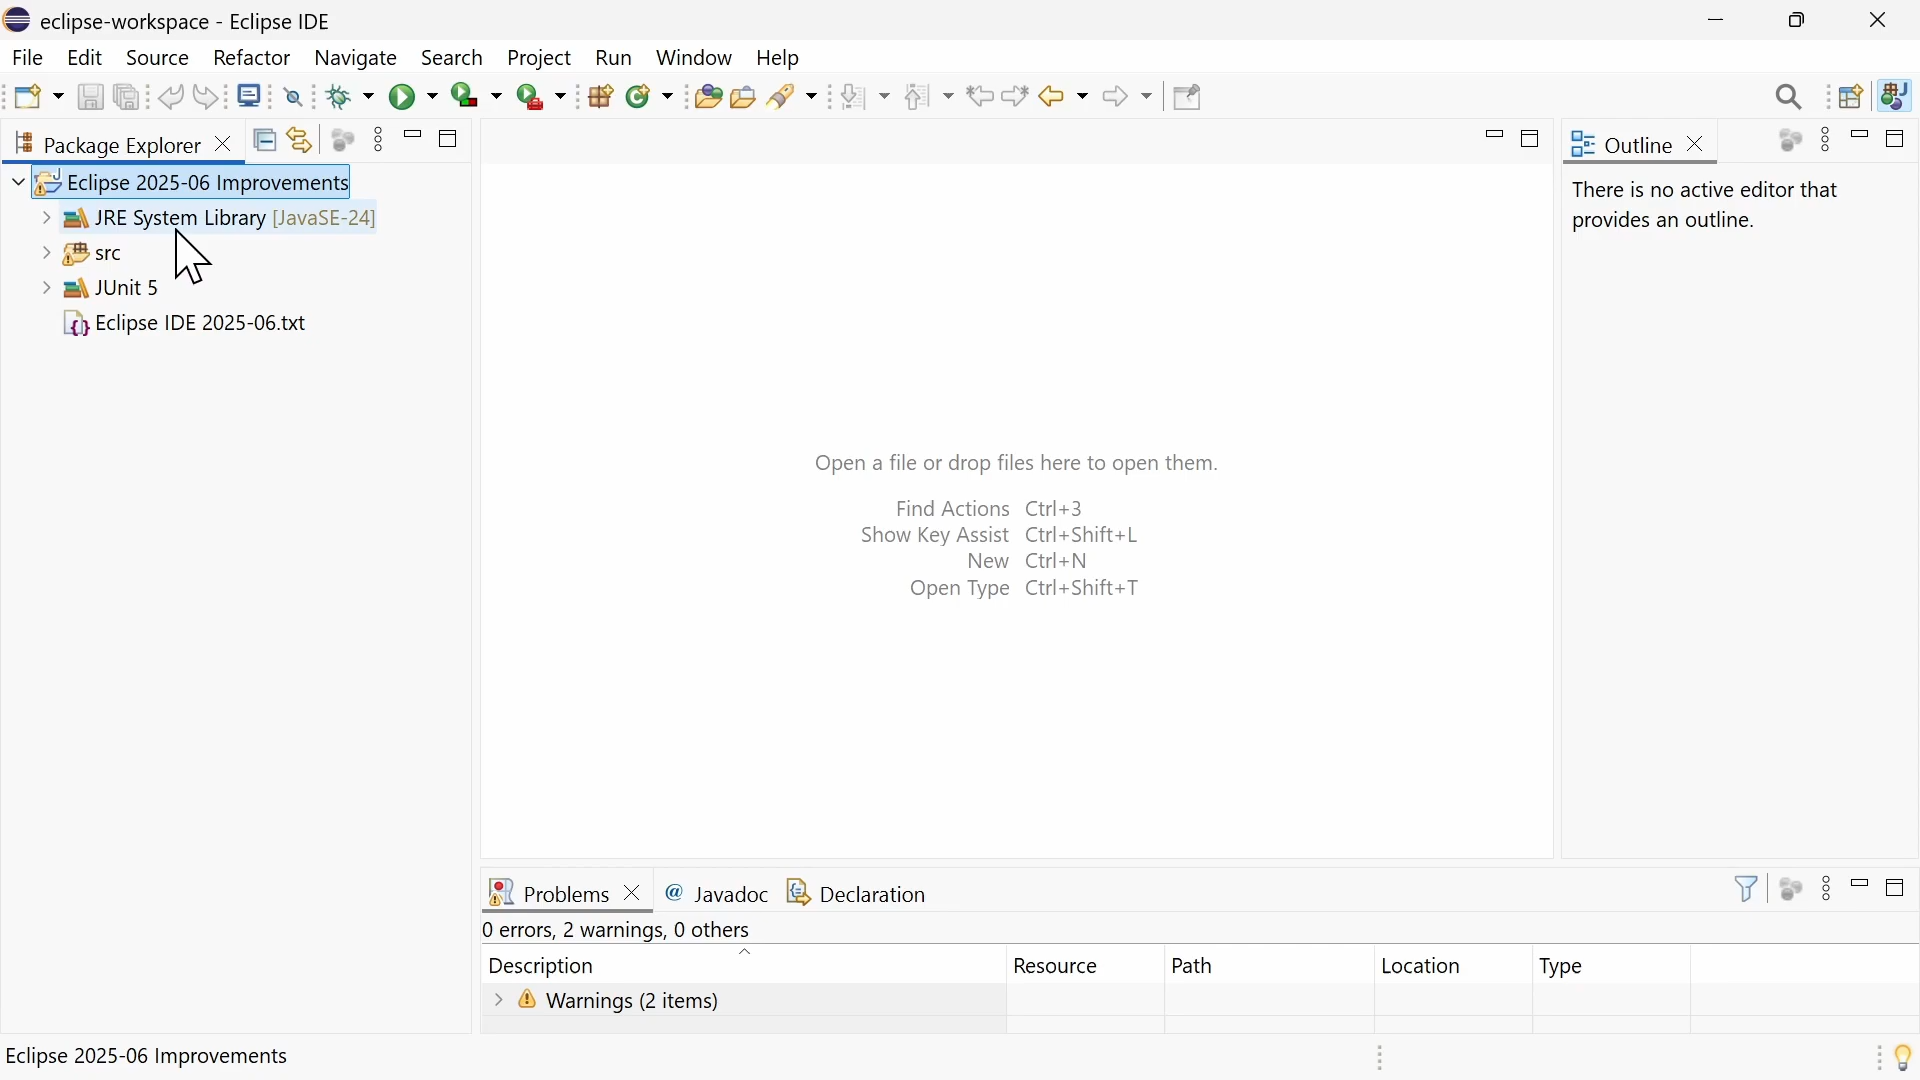 eclipse-workspace - Eclipse IDE
File Edit Source Refactor Navigate Search Project Run Window Help
Package Explorer
Outline
Eclipse 2025-06 Improvements
JRE System Library [JavaSE-24]
src
JUnit 5
Eclipse IDE 2025-06.txt
Open a file or drop files here to open them.
Find Actions Ctrl+3
Show Key Assist Ctrl+Shift+L
New Ctrl+N
Open Type Ctrl+Shift+T
There is no active editor that
provides an outline.
Problems @ Javadoc Declaration
0 errors, 2 warnings, 0 others
Description Resource Path Location Type
Warnings (2 items)
Eclipse 2025-06 Improvements